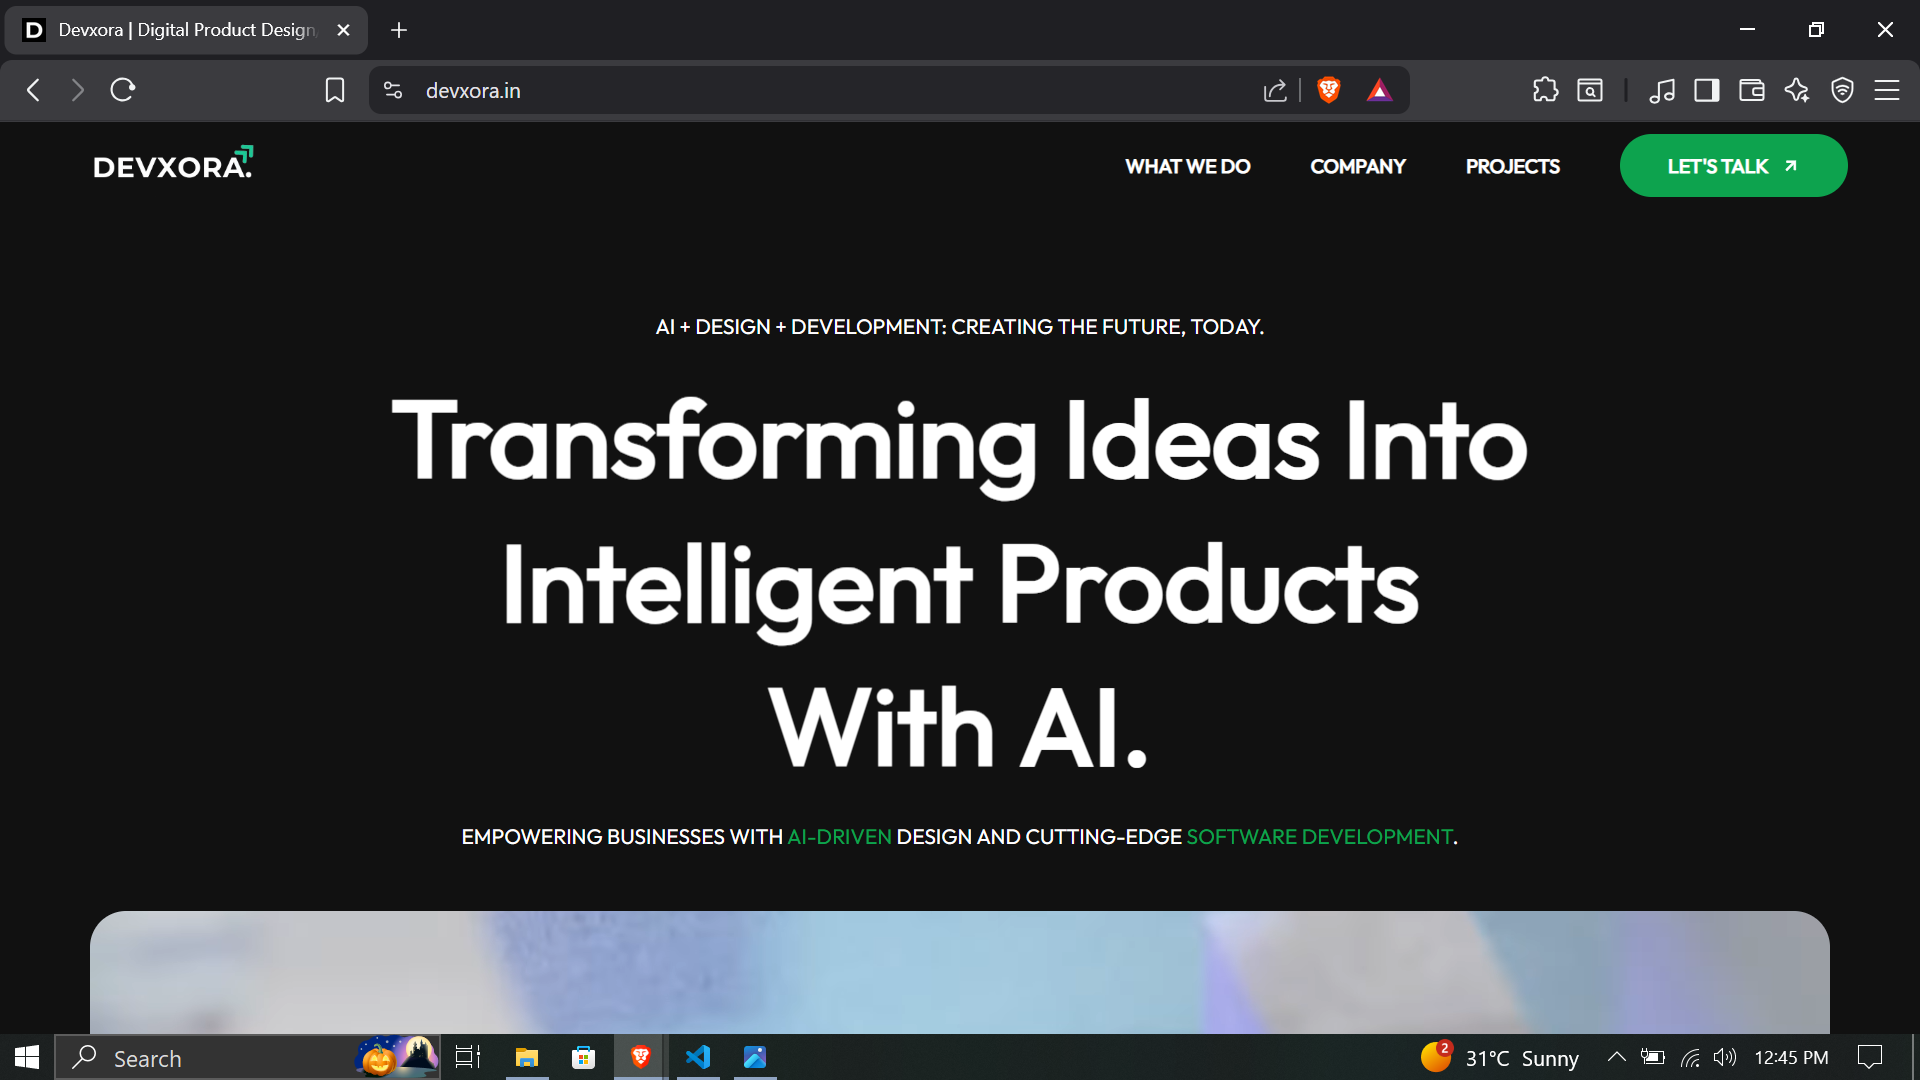 D Devxora | Digital Product Design,
devxora.in
DEVXORA.
WHAT WE DO
COMPANY
PROJECTS
LET'S TALK
AI + DESIGN + DEVELOPMENT: CREATING THE FUTURE, TODAY.
Transforming Ideas Into
Intelligent Products
With AI.
EMPOWERING BUSINESSES WITH AI-DRIVEN DESIGN AND CUTTING-EDGE SOFTWARE DEVELOPMENT.
Search
2
31°C Sunny
12:45 PM